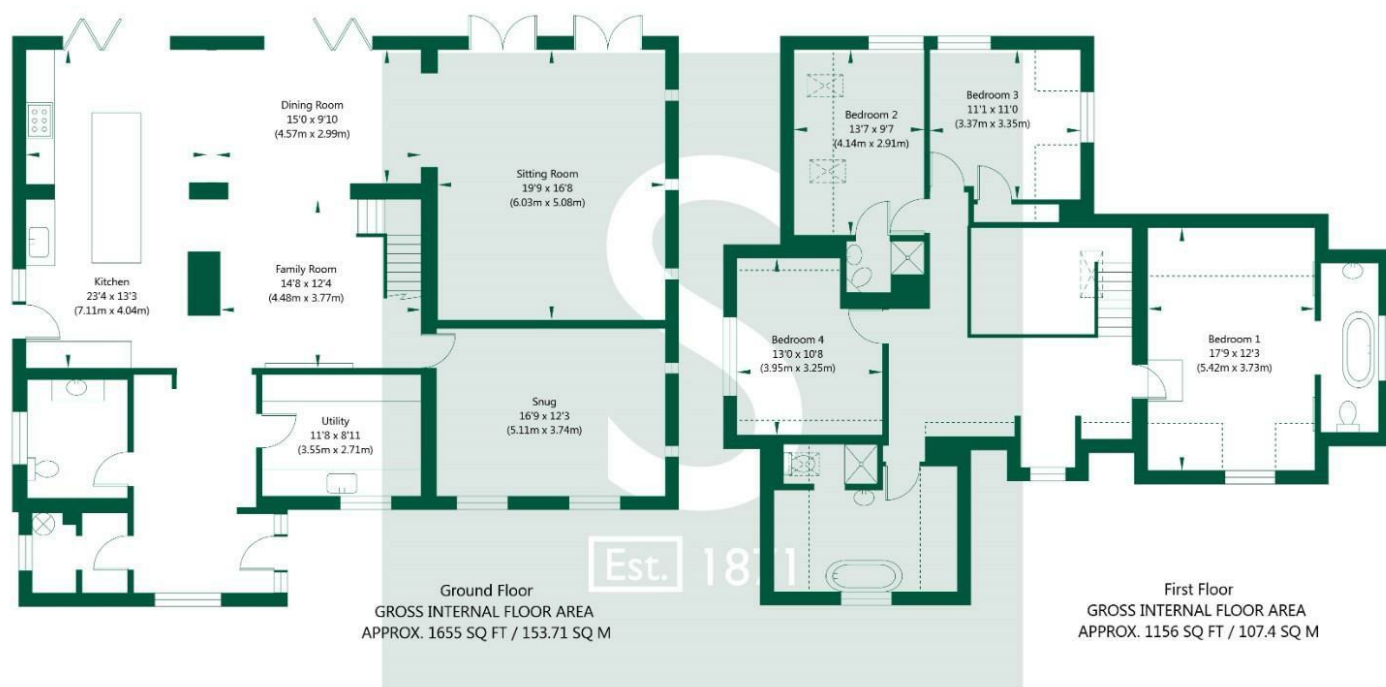 Dining Room
15'0 x 9'10
(4.57m x 2.99m)
Sitting Room
19'9 x 16'8
(6.03m x 5.08m)
Kitchen
23'4 x 13'3
(7.11m x 4.04m)
Family Room
14'8 x 12'4
(4.48m x 3.77m)
Utility
11'8 x 8'11
(3.55m x 2.71m)
Snug
16'9 x 12'3
(5.11m x 3.74m)
Ground Floor
GROSS INTERNAL FLOOR AREA
APPROX. 1655 SQ FT / 153.71 SQ M
Bedroom 2
13'7 x 9'7
(4.14m x 2.91m)
Bedroom 3
11'1 x 11'0
(3.37m x 3.35m)
Bedroom 4
13'0 x 10'8
(3.95m x 3.25m)
Bedroom 1
17'9 x 12'3
(5.42m x 3.73m)
First Floor
GROSS INTERNAL FLOOR AREA
APPROX. 1156 SQ FT / 107.4 SQ M
S
Est. 1871